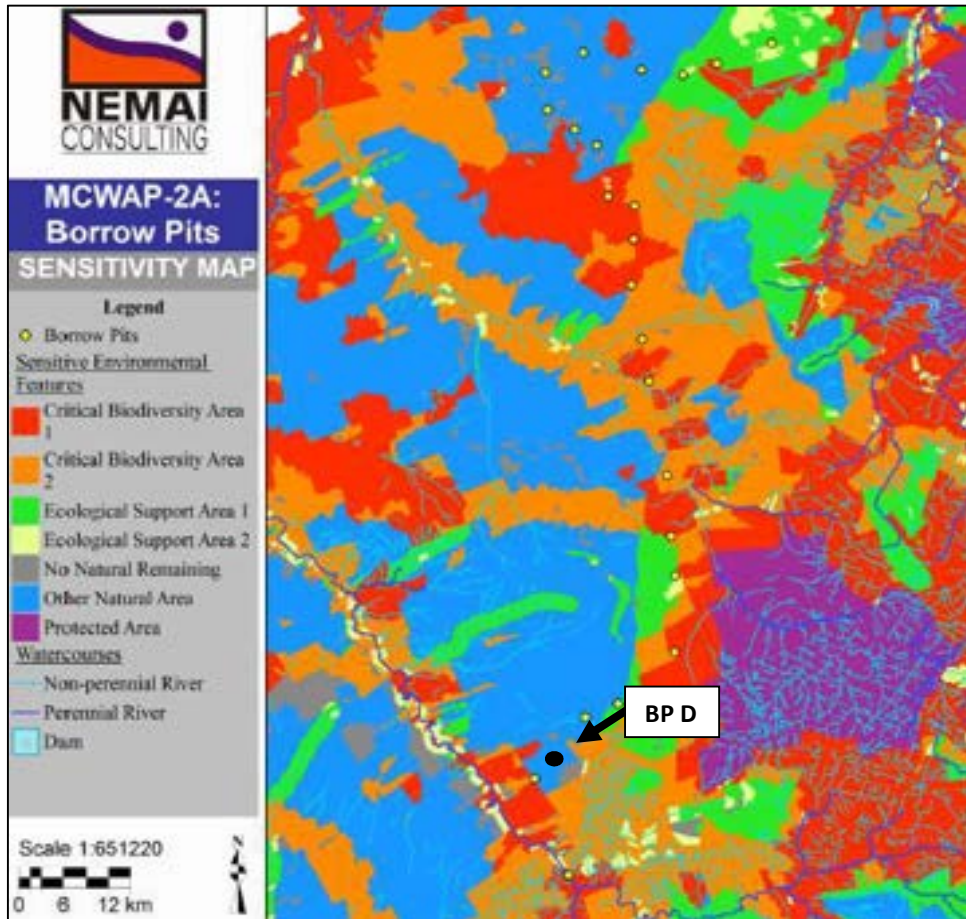 NEMAI
CONSULTING
MCWAP-2A:
Borrow Pits
SENSITIVITY MAP
Legend
Borrow Pits
Sensitive Environmental
Features
Critical Biodiversity Area
1
Critical Biodiversity Area
2
Ecological Support Area 1
Ecological Support Area 2
No Natural Remaining
Other Natural Area
Protected Area
Watercourses
Non-perennial River
Perennial River
Dam
Scale 1:651220
0 6 12 km
N
BP D